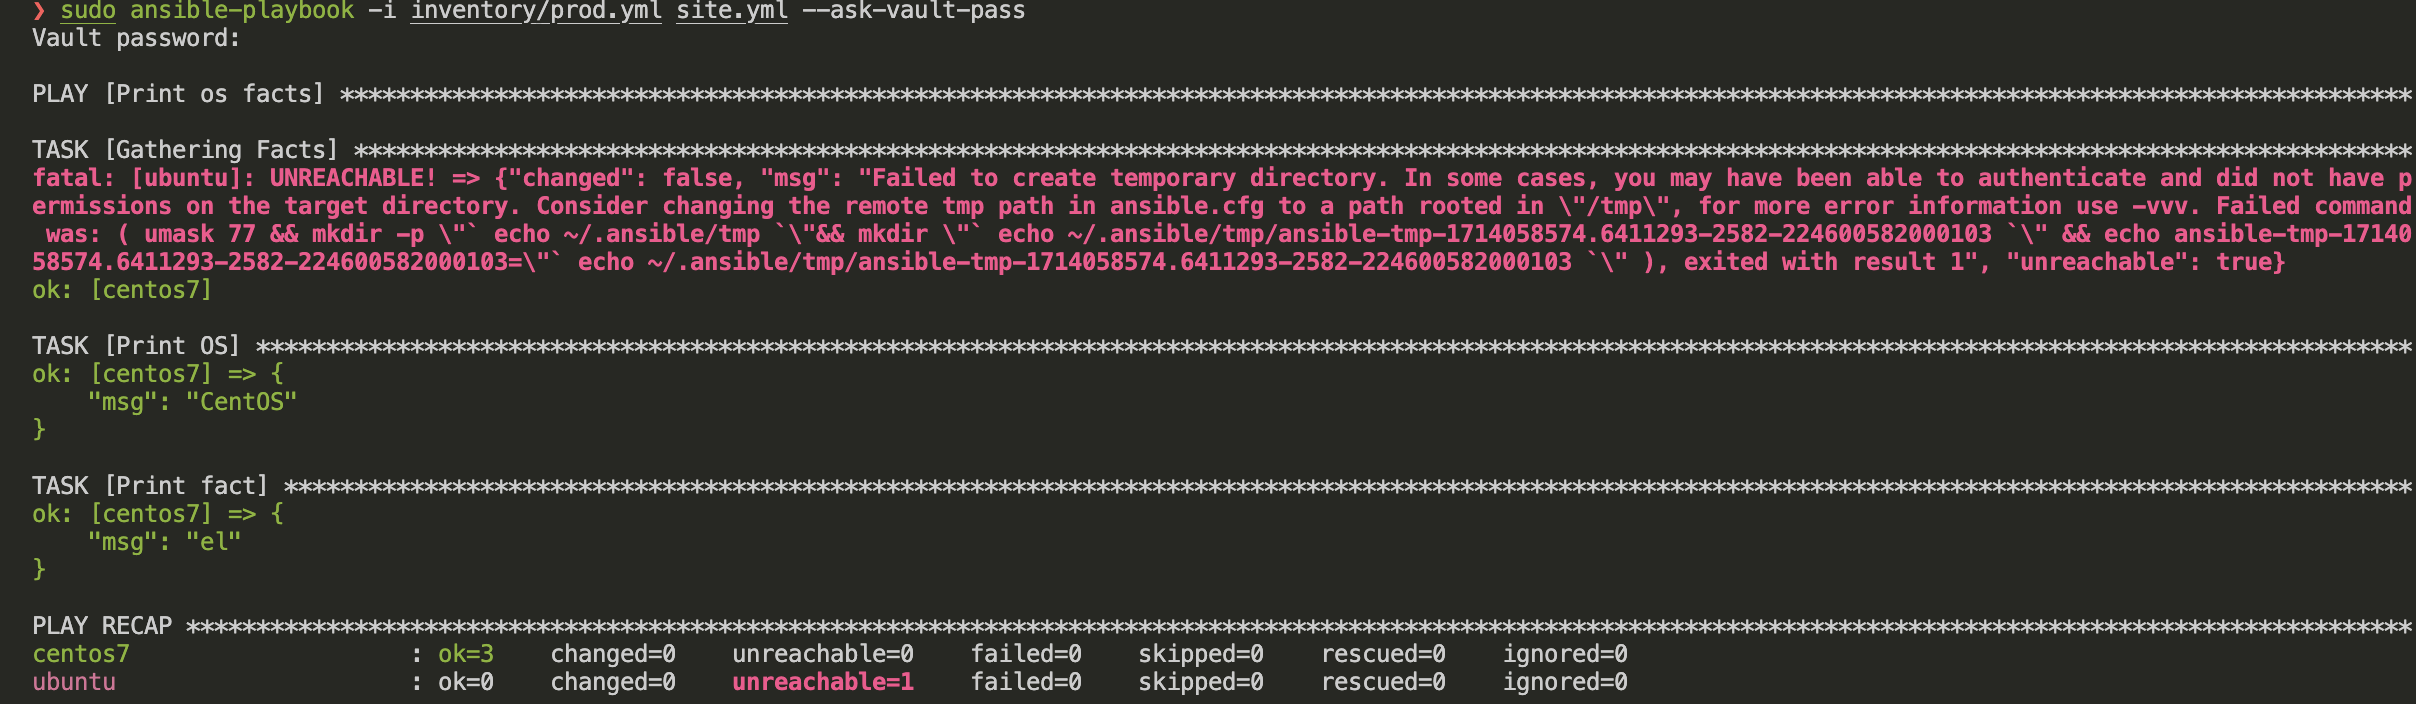 ❯ sudo ansible-playbook -i inventory/prod.yml site.yml --ask-vault-pass
Vault password:
PLAY [Print os facts] ****************************************************************************************************************************************************
TASK [Gathering Facts] ***************************************************************************************************************************************************
fatal: [ubuntu]: UNREACHABLE! => {"changed": false, "msg": "Failed to create temporary directory. In some cases, you may have been able to authenticate and did not have p
ermissions on the target directory. Consider changing the remote tmp path in ansible.cfg to a path rooted in \"/tmp\", for more error information use -vvv. Failed command
 was: ( umask 77 && mkdir -p \"` echo ~/.ansible/tmp `\"&& mkdir \"` echo ~/.ansible/tmp/ansible-tmp-1714058574.6411293-2582-224600582000103 `\" && echo ansible-tmp-17140
58574.6411293-2582-224600582000103=\"` echo ~/.ansible/tmp/ansible-tmp-1714058574.6411293-2582-224600582000103 `\" ), exited with result 1", "unreachable": true}
ok: [centos7]
TASK [Print OS] **********************************************************************************************************************************************************
ok: [centos7] => {
    "msg": "CentOS"
}
TASK [Print fact] ********************************************************************************************************************************************************
ok: [centos7] => {
    "msg": "el"
}
PLAY RECAP ***************************************************************************************************************************************************************
centos7                    : ok=3    changed=0    unreachable=0    failed=0    skipped=0    rescued=0    ignored=0
ubuntu                     : ok=0    changed=0    unreachable=1    failed=0    skipped=0    rescued=0    ignored=0